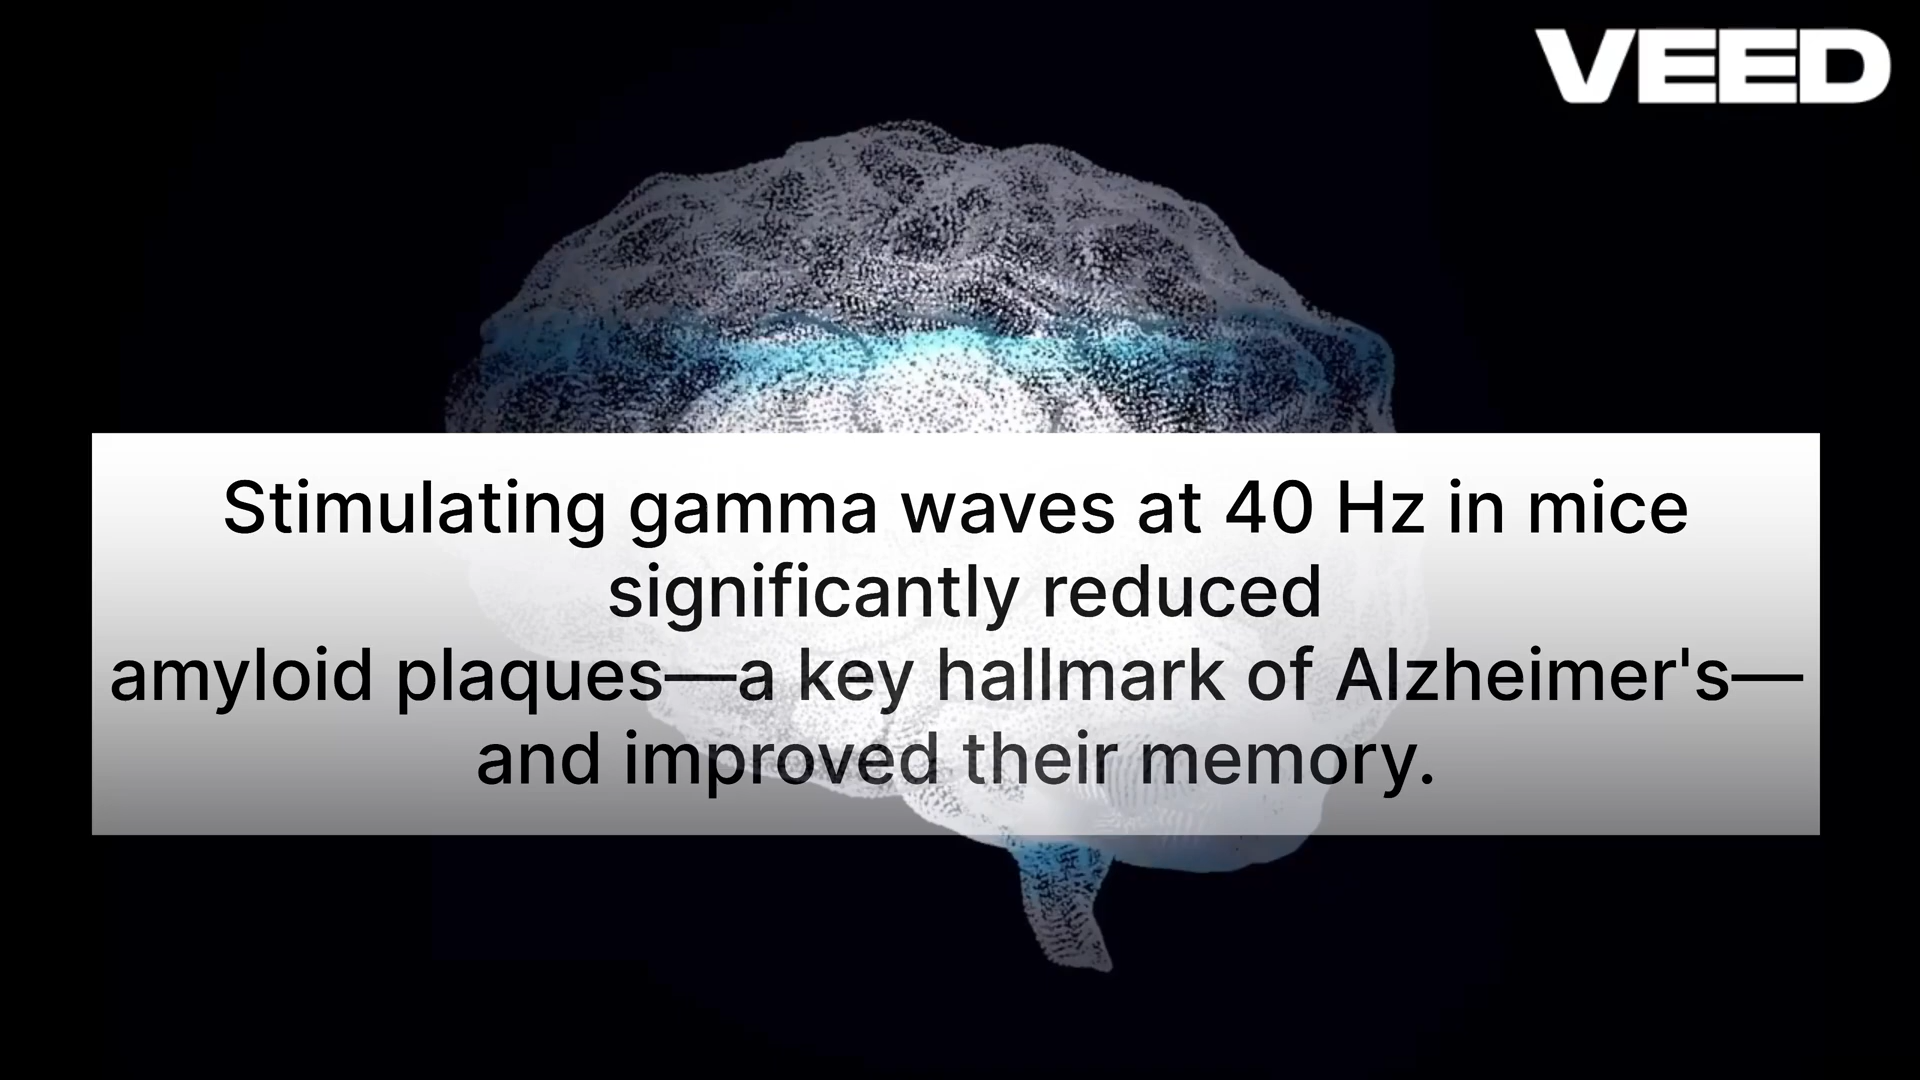 VEED
Stimulating gamma waves at 40 Hz in mice
significantly reduced
amyloid plaques—a key hallmark of Alzheimer's—
and improved their memory.